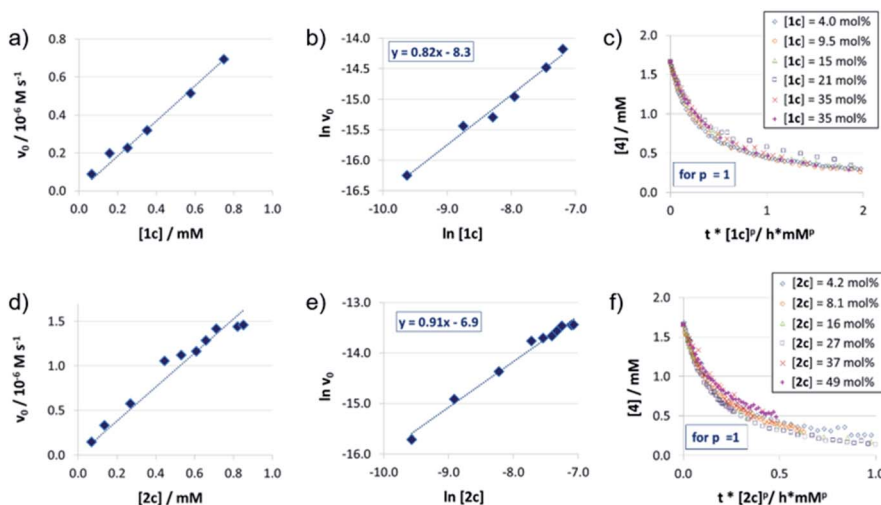 a)
v₀ / 10⁻⁶ M s⁻¹
0.8
0.6
0.4
0.2
0.0
0.0 0.2 0.4 0.6 0.8 1.0
[1c] / mM
b)
y = 0.82x - 8.3
ln v₀
-14.0
-14.5
-15.0
-15.5
-16.0
-16.5
-10.0 -9.0 -8.0 -7.0
ln [1c]
c)
[4] / mM
2.0
1.5
1.0
0.5
0.0
0 1 2
t * [1c]ᵖ/ h*mMᵖ
[1c] = 4.0 mol%
[1c] = 9.5 mol%
[1c] = 15 mol%
[1c] = 21 mol%
[1c] = 35 mol%
[1c] = 35 mol%
for p = 1
d)
v₀ / 10⁻⁶ M s⁻¹
1.5
1.0
0.5
0.0
0.0 0.2 0.4 0.6 0.8 1.0
[2c] / mM
e)
y = 0.91x - 6.9
ln v₀
-13.0
-14.0
-15.0
-16.0
-10.0 -9.0 -8.0 -7.0
ln [2c]
f)
[4] / mM
2.0
1.5
1.0
0.5
0.0
0.0 0.5 1.0
t * [2c]ᵖ/ h*mMᵖ
[2c] = 4.2 mol%
[2c] = 8.1 mol%
[2c] = 16 mol%
[2c] = 27 mol%
[2c] = 37 mol%
[2c] = 49 mol%
for p =1